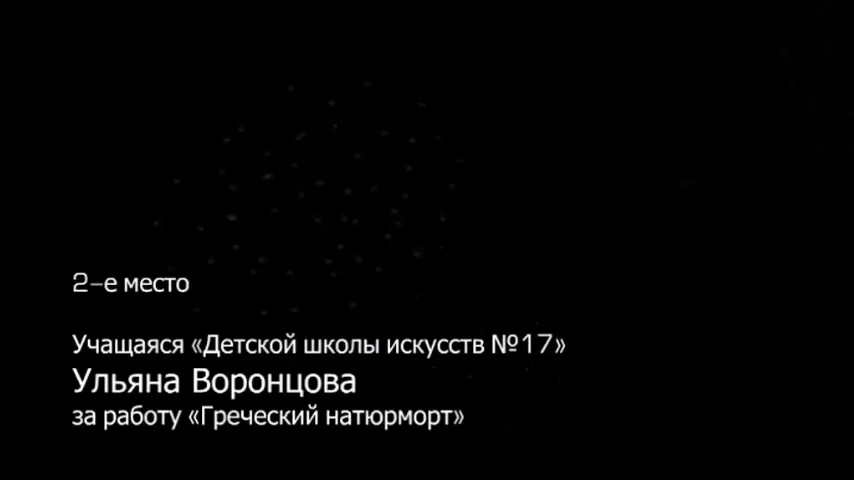 2-е место
Учащаяся «Детской школы искусств №17»
Ульяна Воронцова
за работу «Греческий натюрморт»